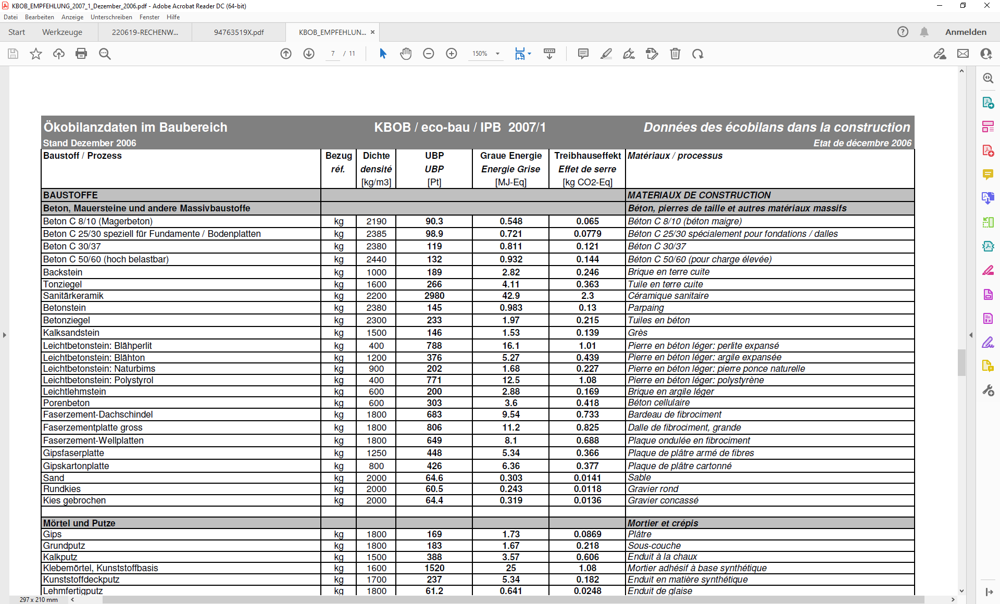 KBOB_EMPFEHLUNG_2007_1_Dezember_2006.pdf - Adobe Acrobat Reader DC (64-bit)
Datei Bearbeiten Anzeige Unterschreiben Fenster Hilfe
Start Werkzeuge 220619-RECHENW... 94763519X.pdf KBOB_EMPFEHLUN... × Anmelden
7 / 11 150%
Ökobilanzdaten im Baubereich KBOB / eco-bau / IPB 2007/1 Données des écobilans dans la construction
Stand Dezember 2006 Etat de décembre 2006
Baustoff / Prozess Bezug Dichte UBP Graue Energie Treibhauseffekt Matériaux / processus
réf. densité UBP Energie Grise Effet de serre
[kg/m3] [Pt] [MJ-Eq] [kg CO2-Eq]
BAUSTOFFE MATERIAUX DE CONSTRUCTION
Beton, Mauersteine und andere Massivbaustoffe Béton, pierres de taille et autres matériaux massifs
Beton C 8/10 (Magerbeton) kg 2190 90.3 0.548 0.065 Béton C 8/10 (béton maigre)
Beton C 25/30 speziell für Fundamente / Bodenplatten kg 2385 98.9 0.721 0.0779 Béton C 25/30 spécialement pour fondations / dalles
Beton C 30/37 kg 2380 119 0.811 0.121 Béton C 30/37
Beton C 50/60 (hoch belastbar) kg 2440 132 0.932 0.144 Béton C 50/60 (pour charge élevée)
Backstein kg 1000 189 2.82 0.246 Brique en terre cuite
Tonziegel kg 1600 266 4.11 0.363 Tuile en terre cuite
Sanitärkeramik kg 2200 2980 42.9 2.3 Céramique sanitaire
Betonstein kg 2380 145 0.983 0.13 Parpaing
Betonziegel kg 2300 233 1.97 0.215 Tuiles en béton
Kalksandstein kg 1500 146 1.53 0.139 Grès
Leichtbetonstein: Blähperlit kg 400 788 16.1 1.01 Pierre en béton léger: perlite expansé
Leichtbetonstein: Blähton kg 1200 376 5.27 0.439 Pierre en béton léger: argile expansée
Leichtbetonstein: Naturbims kg 900 202 1.68 0.227 Pierre en béton léger: pierre ponce naturelle
Leichtbetonstein: Polystyrol kg 400 771 12.5 1.08 Pierre en béton léger: polystyrène
Leichtlehmstein kg 600 200 2.88 0.169 Brique en argile léger
Porenbeton kg 600 303 3.6 0.418 Béton cellulaire
Faserzement-Dachschindel kg 1800 683 9.54 0.733 Bardeau de fibrociment
Faserzementplatte gross kg 1800 806 11.2 0.825 Dalle de fibrociment, grande
Faserzement-Wellplatten kg 1800 649 8.1 0.688 Plaque ondulée en fibrociment
Gipsfaserplatte kg 1250 448 5.34 0.366 Plaque de plâtre armé de fibres
Gipskartonplatte kg 800 426 6.36 0.377 Plaque de plâtre cartonné
Sand kg 2000 64.6 0.303 0.0141 Sable
Rundkies kg 2000 60.5 0.243 0.0118 Gravier rond
Kies gebrochen kg 2000 64.4 0.319 0.0136 Gravier concassé
Mörtel und Putze Mortier et crépis
Gips kg 1800 169 1.73 0.0869 Plâtre
Grundputz kg 1800 183 1.67 0.218 Sous-couche
Kalkputz kg 1500 388 3.57 0.606 Enduit à la chaux
Klebemörtel, Kunststoffbasis kg 1600 1520 25 1.08 Mortier adhésif à base synthétique
Kunststoffdeckputz kg 1700 237 5.34 0.182 Enduit en matière synthétique
Lehmfertigputz kg 1800 61.2 0.641 0.0248 Enduit de glaise
297 x 210 mm